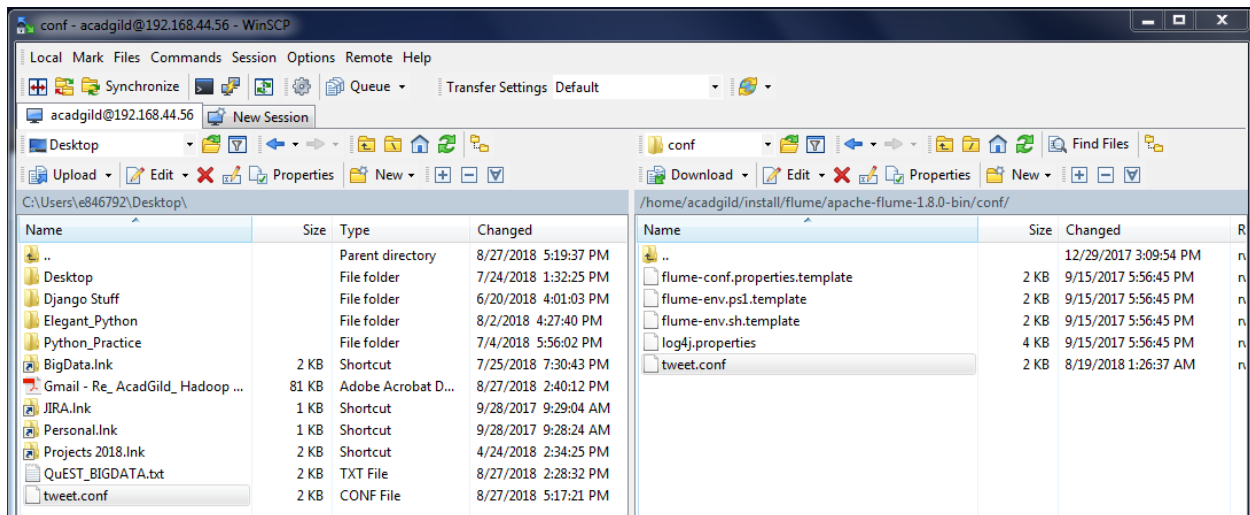 conf - acadgild@192.168.44.56 - WinSCP
Local Mark Files Commands Session Options Remote Help
Synchronize Queue Transfer Settings Default
acadgild@192.168.44.56 New Session
Desktop conf Find Files
Upload Edit Properties New Download Edit Properties New
C:\Users\e846792\Desktop\ /home/acadgild/install/flume/apache-flume-1.8.0-bin/conf/
Name Size Type Changed Name Size Changed R
.. Parent directory 8/27/2018 5:19:37 PM .. 12/29/2017 3:09:54 PM
Desktop File folder 7/24/2018 1:32:25 PM flume-conf.properties.template 2 KB 9/15/2017 5:56:45 PM
Django Stuff File folder 6/20/2018 4:01:03 PM flume-env.ps1.template 2 KB 9/15/2017 5:56:45 PM
Elegant_Python File folder 8/2/2018 4:27:40 PM flume-env.sh.template 2 KB 9/15/2017 5:56:45 PM
Python_Practice File folder 7/4/2018 5:56:02 PM log4j.properties 4 KB 9/15/2017 5:56:45 PM
BigData.lnk 2 KB Shortcut 7/25/2018 7:30:43 PM tweet.conf 2 KB 8/19/2018 1:26:37 AM
Gmail - Re_ AcadGild_ Hadoop ... 81 KB Adobe Acrobat D... 8/27/2018 2:40:12 PM
JIRA.lnk 1 KB Shortcut 9/28/2017 9:29:04 AM
Personal.lnk 1 KB Shortcut 9/28/2017 9:28:24 AM
Projects 2018.lnk 2 KB Shortcut 4/24/2018 2:34:25 PM
QuEST_BIGDATA.txt 2 KB TXT File 8/27/2018 2:28:32 PM
tweet.conf 2 KB CONF File 8/27/2018 5:17:21 PM